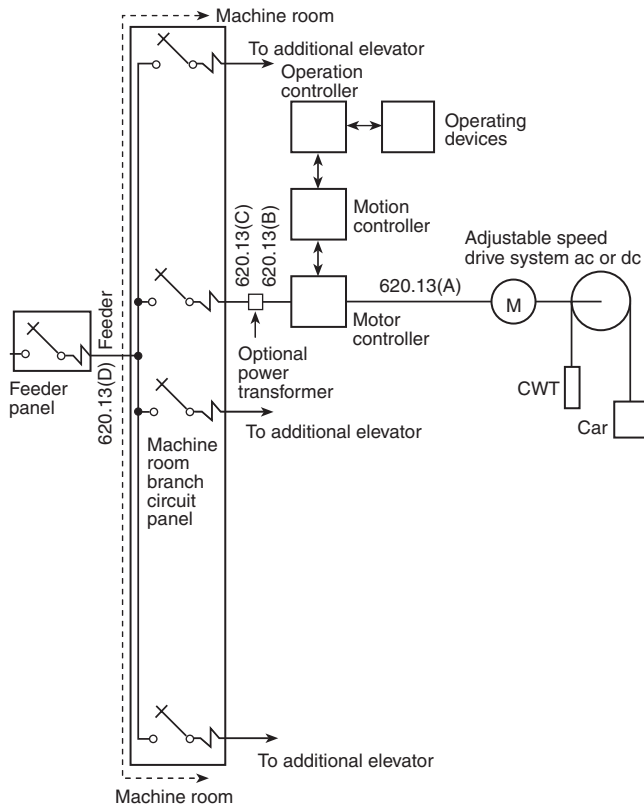 Machine room
To additional elevator
Operation
controller
Operating
devices
Motion
controller
620.13(C)
620.13(B)
Adjustable speed
drive system ac or dc
620.13(A)
M
Motor
controller
Optional
power
transformer
Feeder
620.13(D)
Feeder
panel
CWT
Car
To additional elevator
Machine
room
branch
circuit
panel
To additional elevator
Machine room